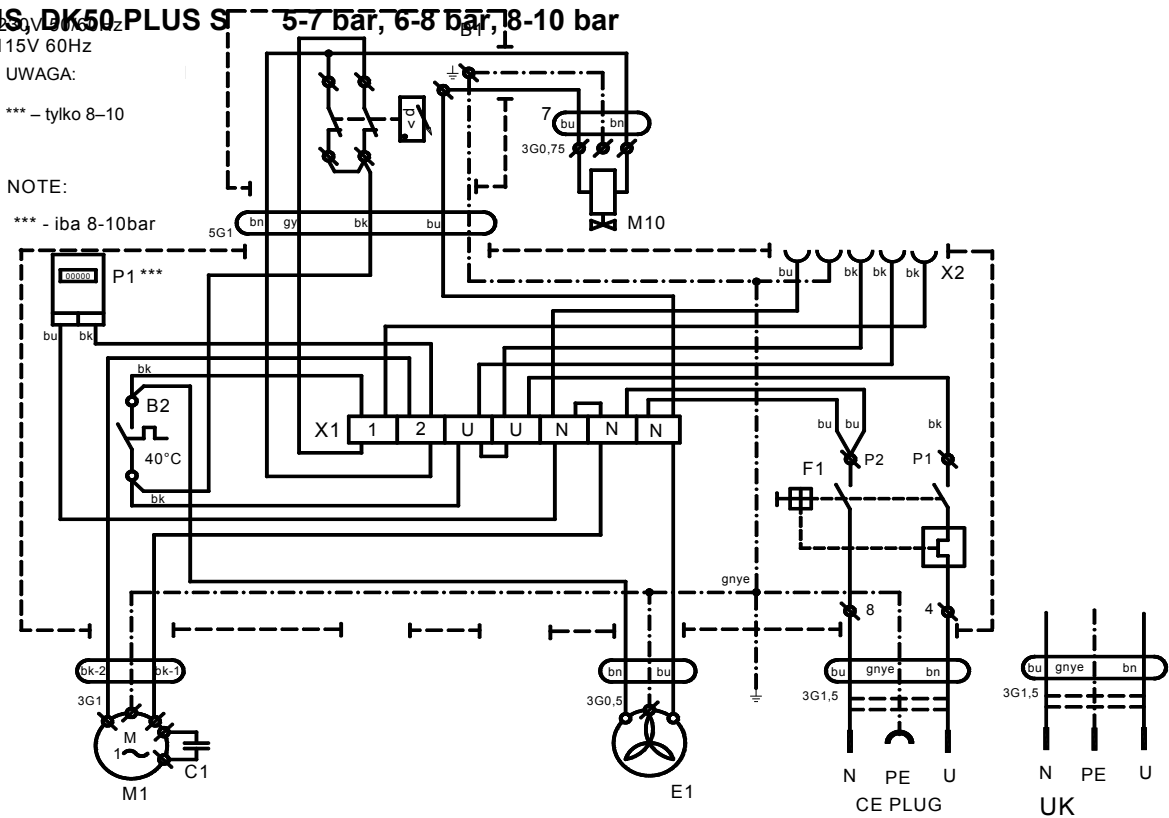 DK50 PLUS S 5-7 bar, 6-8 bar, 8-10 bar
230V 50/60Hz
115V 60Hz
UWAGA:
*** – tylko 8–10
NOTE:
*** - iba 8-10bar
B1
p
7
bu bn
3G0,75
M10
bn gy bk bu
5G1
00000
P1 ***
bu bk
bu bk bk bk
X2
bk
B2
40°C
bk
X1 1 2 U U N N N
bu bu bk
F1 P2 P1
gnye
8 4
bk-2 bk-1
3G1
bn bu
3G0,5
bu gnye bn
3G1,5
bu gnye bn
3G1,5
M
1
C1
M1
E1
N PE U
CE PLUG
N PE U
UK